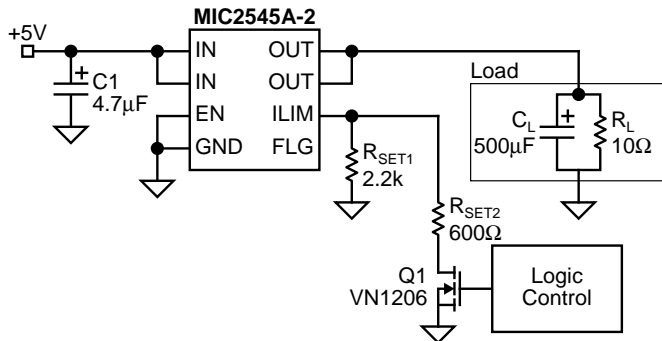 MIC2545A-2
+5V
IN OUT
IN OUT
EN ILIM
GND FLG
C1
4.7µF
+
RSET1
2.2k
RSET2
600Ω
Q1
VN1206
Logic
Control
Load
CL
500µF
+
RL
10Ω